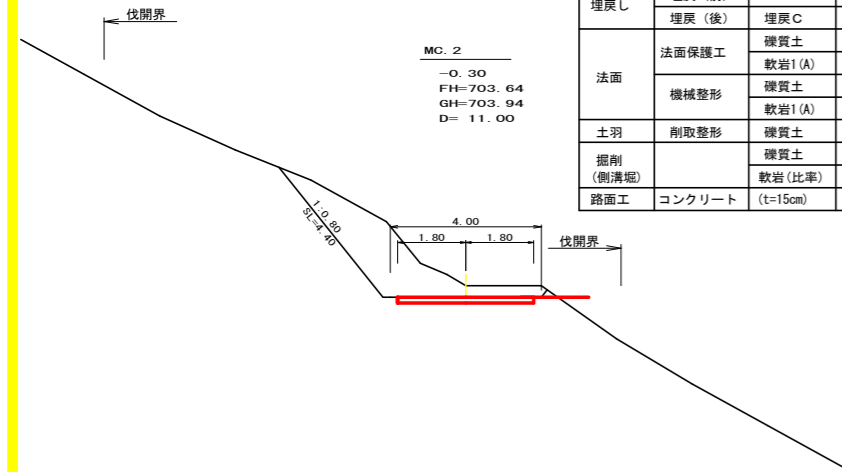 伐開界
MC. 2
-0. 30
FH=703. 64
GH=703. 94
D= 11. 00
埋戻し
埋戻（後） 埋戻C
法面 法面保護工 礫質土
軟岩1(A)
機械整形 礫質土
軟岩1(A)
土羽 削取整形 礫質土
掘削
(側溝堀)
礫質土
軟岩(比率)
路面工 コンクリート (t=15cm)
1:0.80
SL=4.40
4.00
1.80 1.80
伐開界